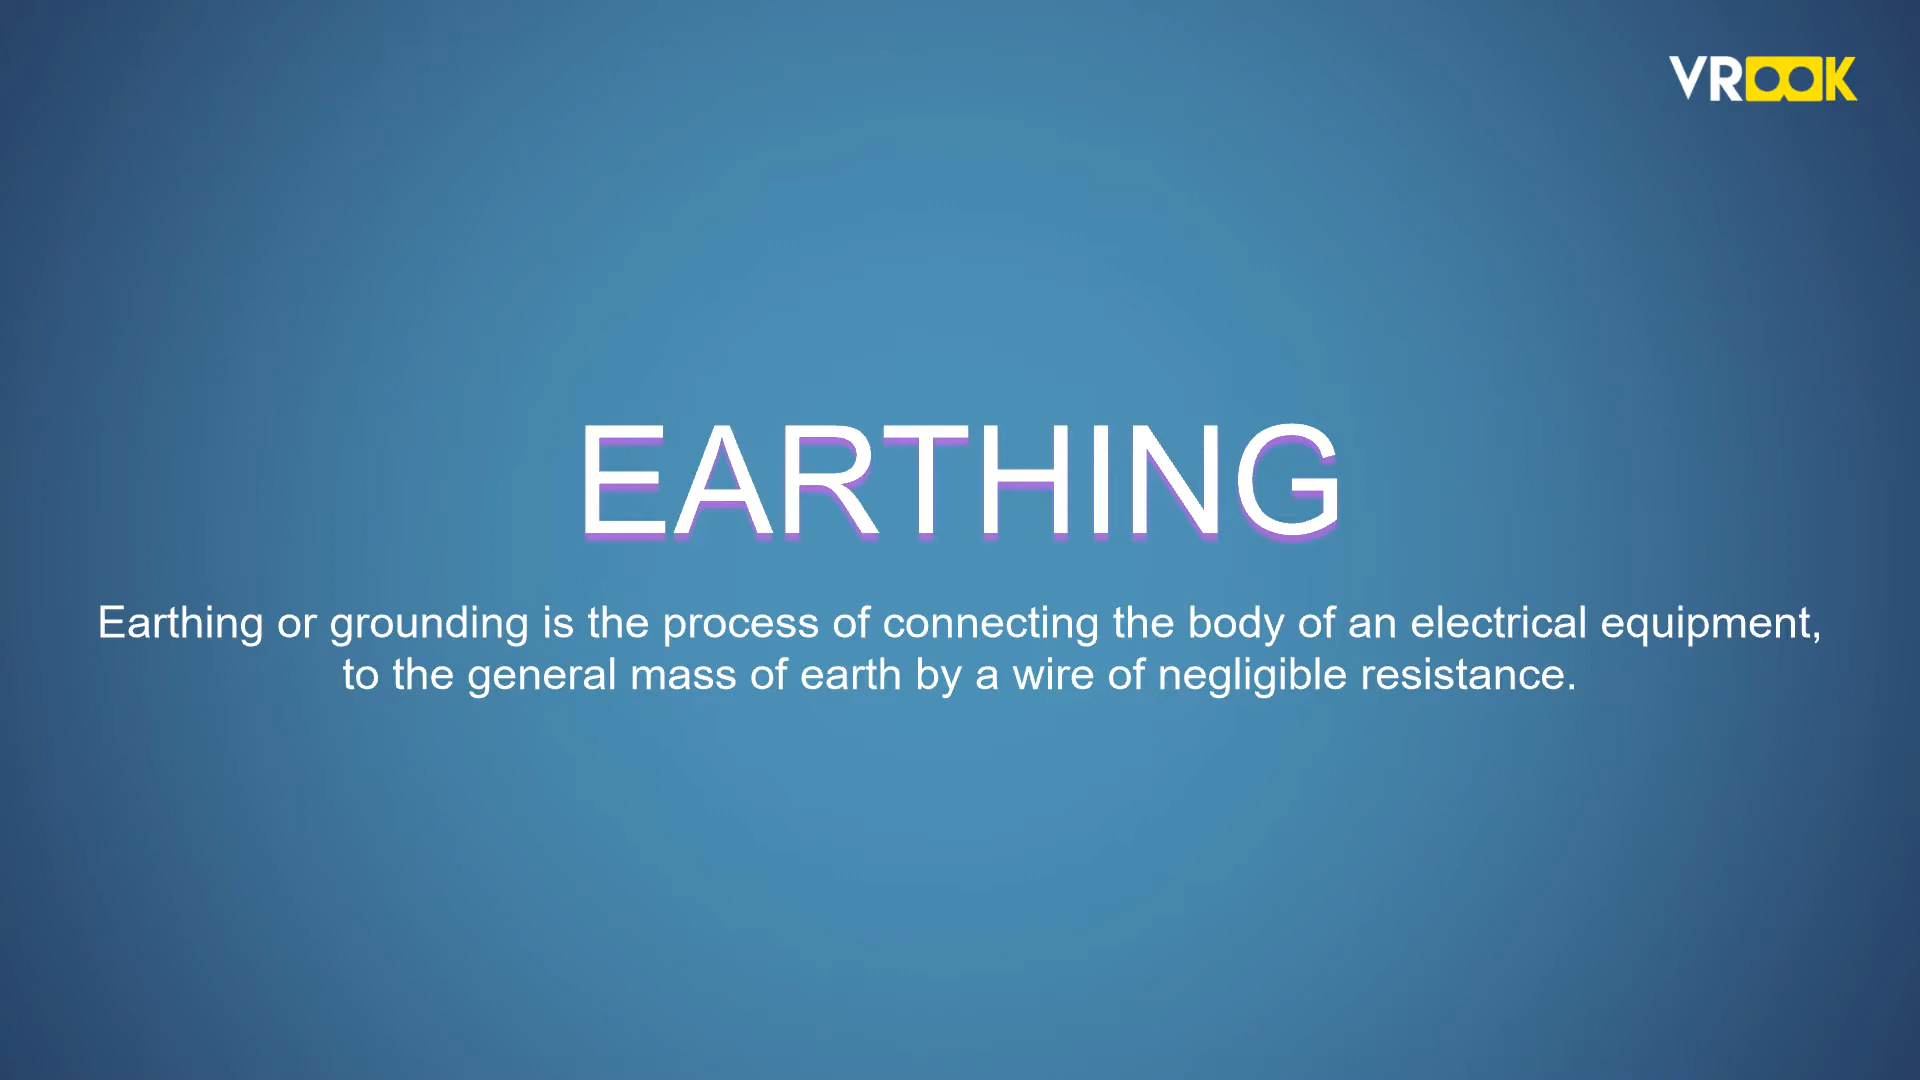 VROOK
EARTHING
Earthing or grounding is the process of connecting the body of an electrical equipment,
to the general mass of earth by a wire of negligible resistance.